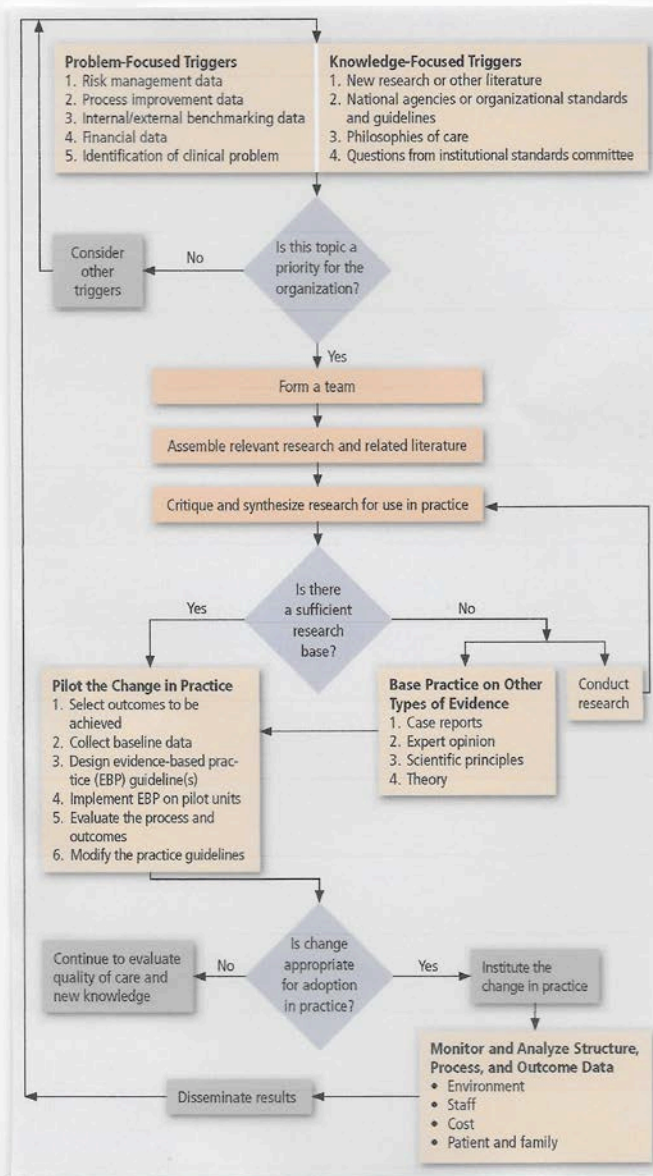 Problem-Focused Triggers
1. Risk management data
2. Process improvement data
3. Internal/external benchmarking data
4. Financial data
5. Identification of clinical problem
Knowledge-Focused Triggers
1. New research or other literature
2. National agencies or organizational standards
and guidelines
3. Philosophies of care
4. Questions from institutional standards committee
Is this topic a
priority for the
organization?
No
Consider
other
triggers
Yes
Form a team
Assemble relevant research and related literature
Critique and synthesize research for use in practice
Is there
a sufficient
research
base?
Yes
No
Pilot the Change in Practice
1. Select outcomes to be
achieved
2. Collect baseline data
3. Design evidence-based prac-
tice (EBP) guideline(s)
4. Implement EBP on pilot units
5. Evaluate the process and
outcomes
6. Modify the practice guidelines
Base Practice on Other
Types of Evidence
1. Case reports
2. Expert opinion
3. Scientific principles
4. Theory
Conduct
research
Is change
appropriate
for adoption
in practice?
No
Continue to evaluate
quality of care and
new knowledge
Yes
Institute the
change in practice
Monitor and Analyze Structure,
Process, and Outcome Data
• Environment
• Staff
• Cost
• Patient and family
Disseminate results